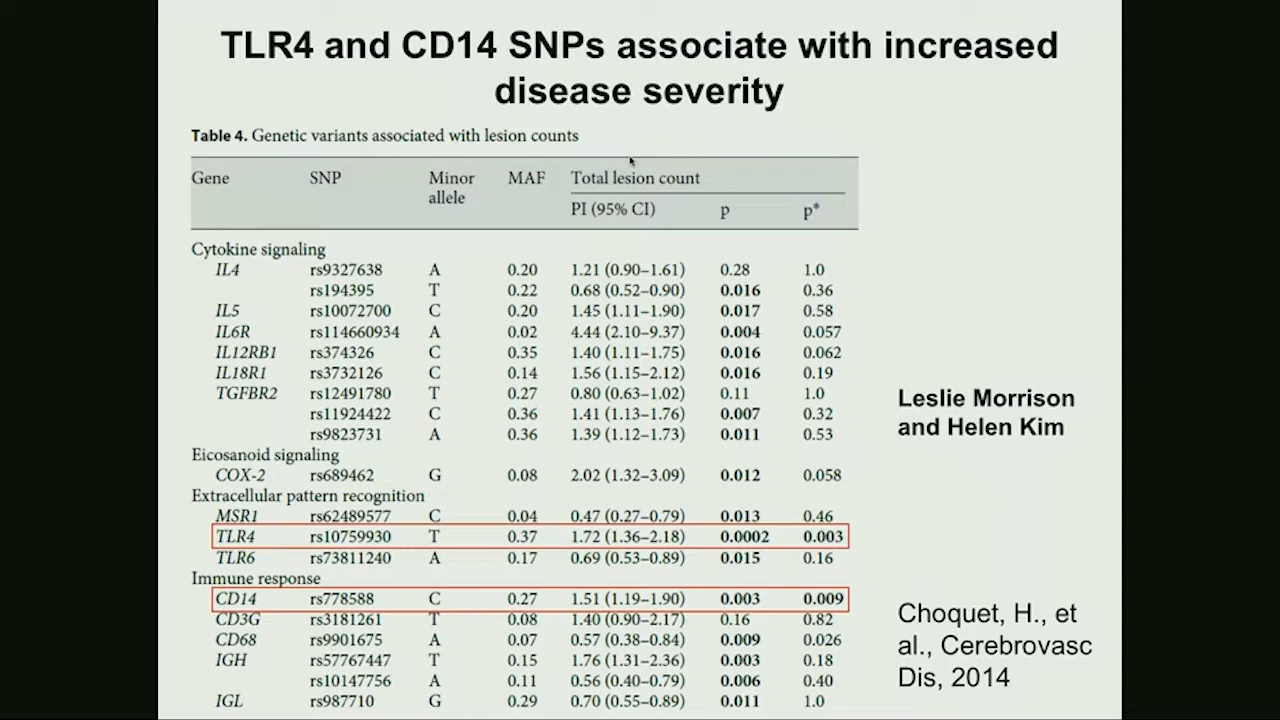 TLR4 and CD14 SNPs associate with increased
disease severity
Table 4. Genetic variants associated with lesion counts
Gene SNP Minor allele MAF Total lesion count
PI (95% CI) p p*
Cytokine signaling
IL4 rs9327638 A 0.20 1.21 (0.90–1.61) 0.28 1.0
rs194395 T 0.22 0.68 (0.52–0.90) 0.016 0.36
IL5 rs10072700 C 0.20 1.45 (1.11–1.90) 0.017 0.58
IL6R rs114660934 A 0.02 4.44 (2.10–9.37) 0.004 0.057
IL12RB1 rs374326 C 0.35 1.40 (1.11–1.75) 0.016 0.062
IL18R1 rs3732126 C 0.14 1.56 (1.15–2.12) 0.016 0.19
TGFBR2 rs12491780 T 0.27 0.80 (0.63–1.02) 0.11 1.0
rs11924422 C 0.36 1.41 (1.13–1.76) 0.007 0.32
rs9823731 A 0.36 1.39 (1.12–1.73) 0.011 0.53
Eicosanoid signaling
COX-2 rs689462 G 0.08 2.02 (1.32–3.09) 0.012 0.058
Extracellular pattern recognition
MSR1 rs62489577 C 0.04 0.47 (0.27–0.79) 0.013 0.46
TLR4 rs10759930 T 0.37 1.72 (1.36–2.18) 0.0002 0.003
TLR6 rs73811240 A 0.17 0.69 (0.53–0.89) 0.015 0.16
Immune response
CD14 rs778588 C 0.27 1.51 (1.19–1.90) 0.003 0.009
CD3G rs3181261 T 0.08 1.40 (0.90–2.17) 0.16 0.82
CD68 rs9901675 A 0.07 0.57 (0.38–0.84) 0.009 0.026
IGH rs57767447 T 0.15 1.76 (1.31–2.36) 0.003 0.18
rs10147756 A 0.11 0.56 (0.40–0.79) 0.006 0.40
IGL rs987710 G 0.29 0.70 (0.55–0.89) 0.011 1.0
Leslie Morrison
and Helen Kim
Choquet, H., et
al., Cerebrovasc
Dis, 2014